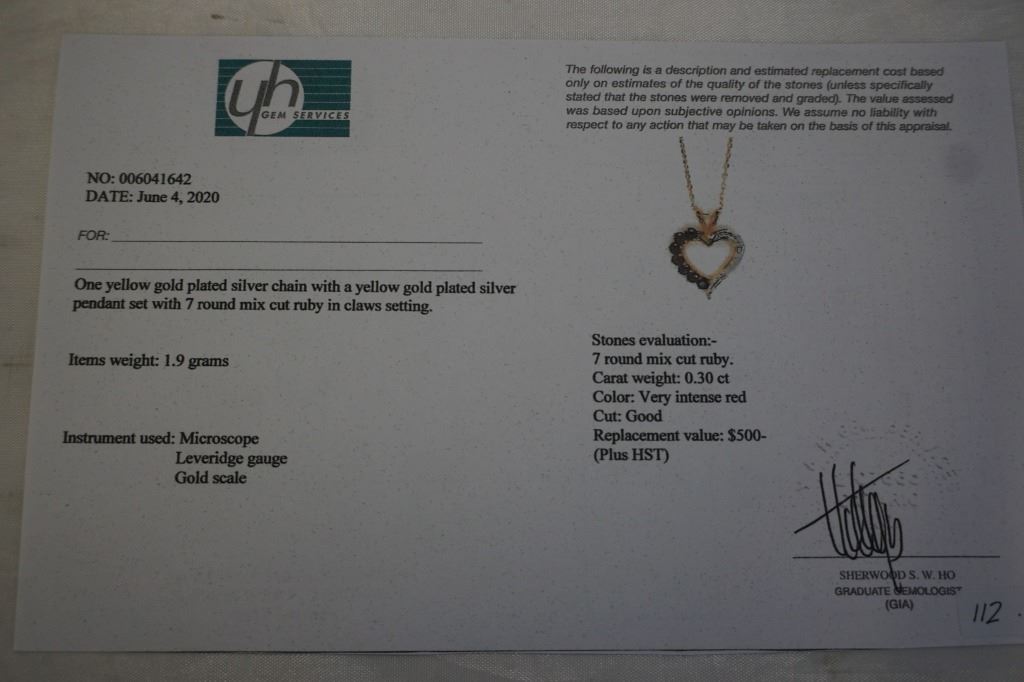 yh
GEM SERVICES
The following is a description and estimated replacement cost based
only on estimates of the quality of the stones (unless specifically
stated that the stones were removed and graded). The value assessed
was based upon subjective opinions. We assume no liability with
respect to any action that may be taken on the basis of this appraisal.
NO: 006041642
DATE: June 4, 2020
FOR:
One yellow gold plated silver chain with a yellow gold plated silver
pendant set with 7 round mix cut ruby in claws setting.
Items weight: 1.9 grams
Instrument used: Microscope
Leveridge gauge
Gold scale
Stones evaluation:-
7 round mix cut ruby.
Carat weight: 0.30 ct
Color: Very intense red
Cut: Good
Replacement value: $500-
(Plus HST)
SHERWOOD S. W. HO
GRADUATE GEMOLOGIST
(GIA)
112